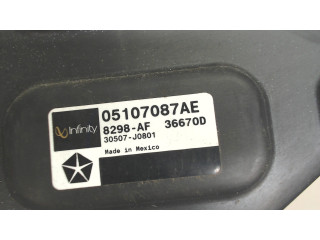 Infinity
05107087AE
8298-AF 36670D
30507-J0801
Made in Mexico